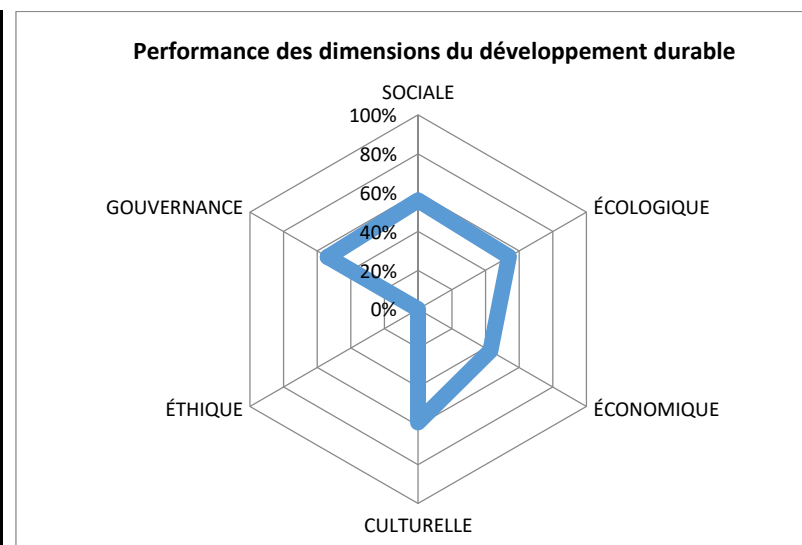 Performance des dimensions du développement durable
SOCIALE
100%
80%
60%
40%
20%
0%
GOUVERNANCE
ÉCOLOGIQUE
ÉTHIQUE
ÉCONOMIQUE
CULTURELLE